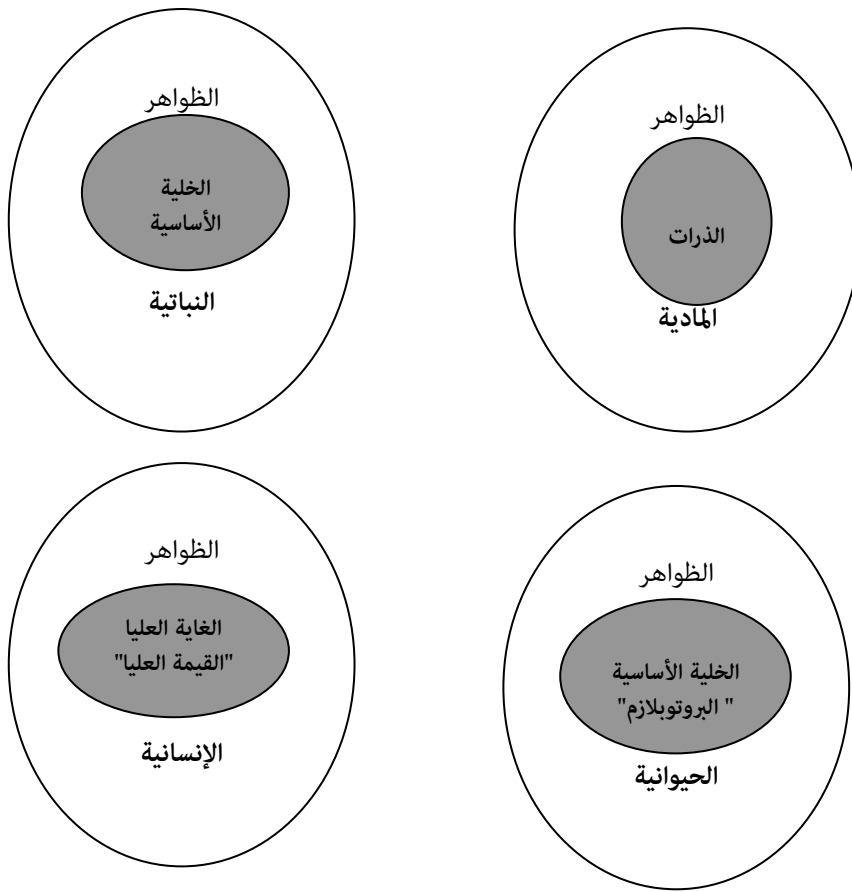 الظواهر
الذرات
المادية
الظواهر
الخلية
الأساسية
النباتية
الظواهر
الخلية الأساسية
" البروتوبلازم"
الحيوانية
الظواهر
الغاية العليا
"القيمة العليا"
الإنسانية